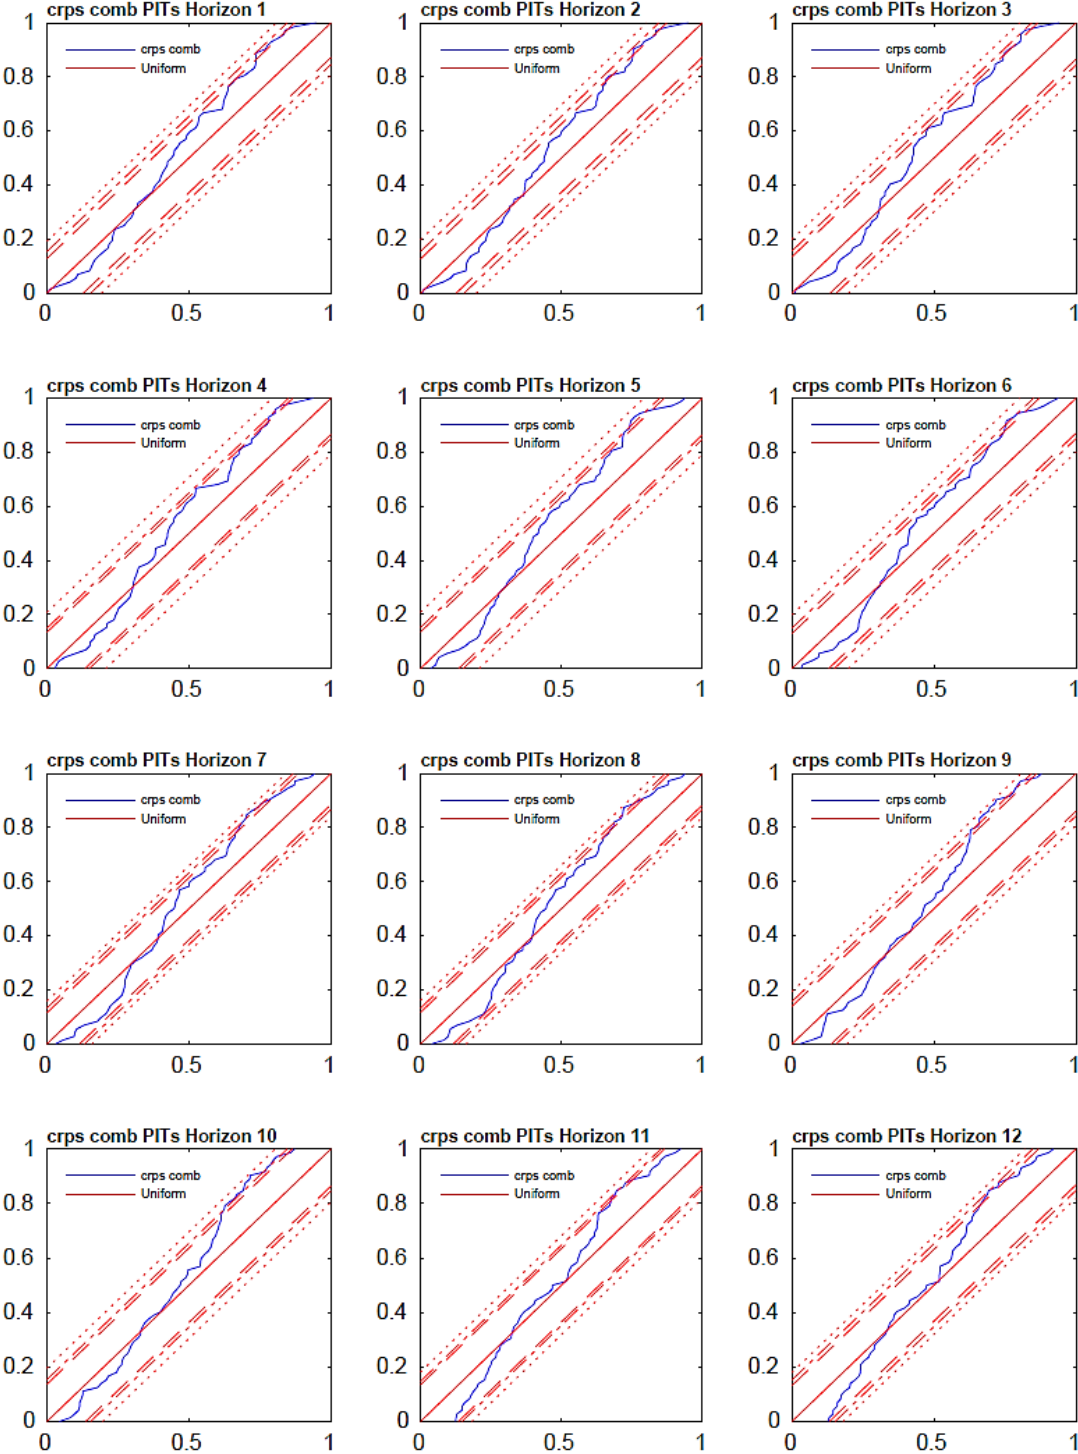 crps comb PITs Horizon 1
crps comb PITs Horizon 2
crps comb PITs Horizon 3
1
0.8
0.6
0.4
0.2
0
crps comb
Uniform
0 0.5 1
1
0.8
0.6
0.4
0.2
0
crps comb
Uniform
0 0.5 1
1
0.8
0.6
0.4
0.2
0
crps comb
Uniform
0 0.5 1
crps comb PITs Horizon 4
crps comb PITs Horizon 5
crps comb PITs Horizon 6
1
0.8
0.6
0.4
0.2
0
crps comb
Uniform
0 0.5 1
1
0.8
0.6
0.4
0.2
0
crps comb
Uniform
0 0.5 1
1
0.8
0.6
0.4
0.2
0
crps comb
Uniform
0 0.5 1
crps comb PITs Horizon 7
crps comb PITs Horizon 8
crps comb PITs Horizon 9
1
0.8
0.6
0.4
0.2
0
crps comb
Uniform
0 0.5 1
1
0.8
0.6
0.4
0.2
0
crps comb
Uniform
0 0.5 1
1
0.8
0.6
0.4
0.2
0
crps comb
Uniform
0 0.5 1
crps comb PITs Horizon 10
crps comb PITs Horizon 11
crps comb PITs Horizon 12
1
0.8
0.6
0.4
0.2
0
crps comb
Uniform
0 0.5 1
1
0.8
0.6
0.4
0.2
0
crps comb
Uniform
0 0.5 1
1
0.8
0.6
0.4
0.2
0
crps comb
Uniform
0 0.5 1